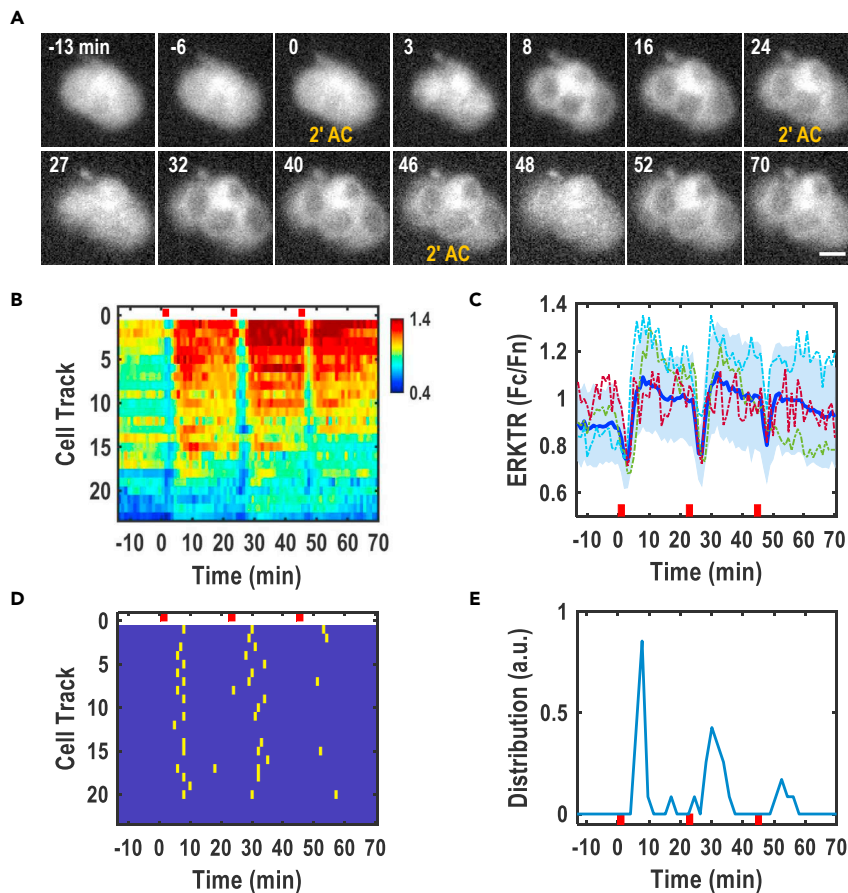 A
-13 min -6 0 3 8 16 24
2' AC 2' AC
27 32 40 46 48 52 70
2' AC
B
0
5
10
15
20
Cell Track
1.4
0.4
-10 0 10 20 30 40 50 60 70
Time (min)
C
1.4
1.2
1
0.8
0.6
ERKTR (Fc/Fn)
-10 0 10 20 30 40 50 60 70
Time (min)
D
0
5
10
15
20
Cell Track
-10 0 10 20 30 40 50 60 70
Time (min)
E
1
0.5
0
Distribution (a.u.)
-10 0 10 20 30 40 50 60 70
Time (min)